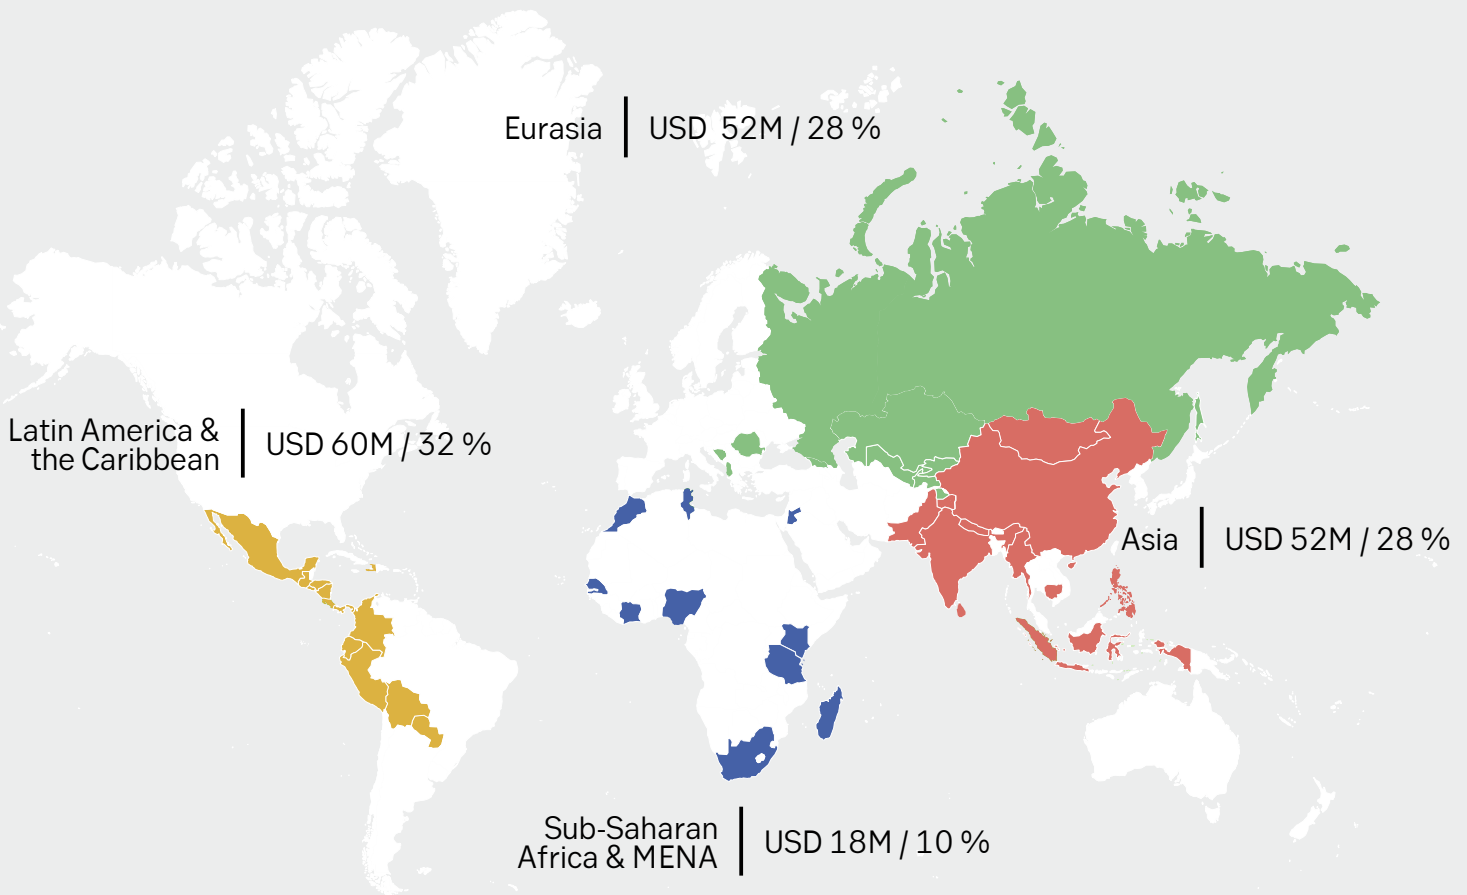 Eurasia
USD 52M / 28 %
Latin America &
the Caribbean
USD 60M / 32 %
Asia
USD 52M / 28 %
Sub-Saharan
Africa & MENA
USD 18M / 10 %